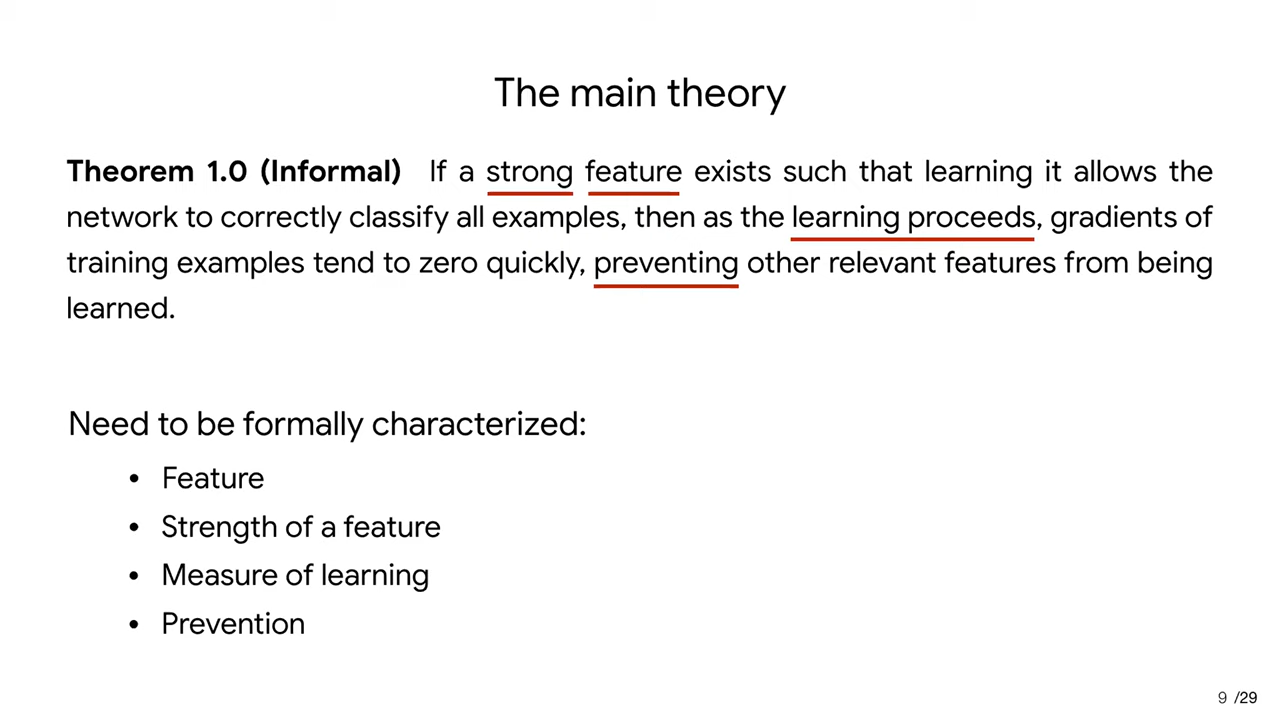 The main theory
Theorem 1.0 (Informal) If a strong feature exists such that learning it allows the
network to correctly classify all examples, then as the learning proceeds, gradients of
training examples tend to zero quickly, preventing other relevant features from being
learned.
Need to be formally characterized:
• Feature
• Strength of a feature
• Measure of learning
• Prevention
9 /29